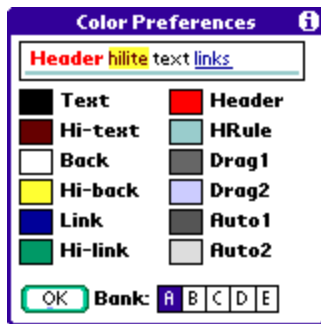 Color Preferences i
Header hilite text links
Text Header
Hi-text HRule
Back Drag1
Hi-back Drag2
Link Auto1
Hi-link Auto2
OK Bank: A B C D E